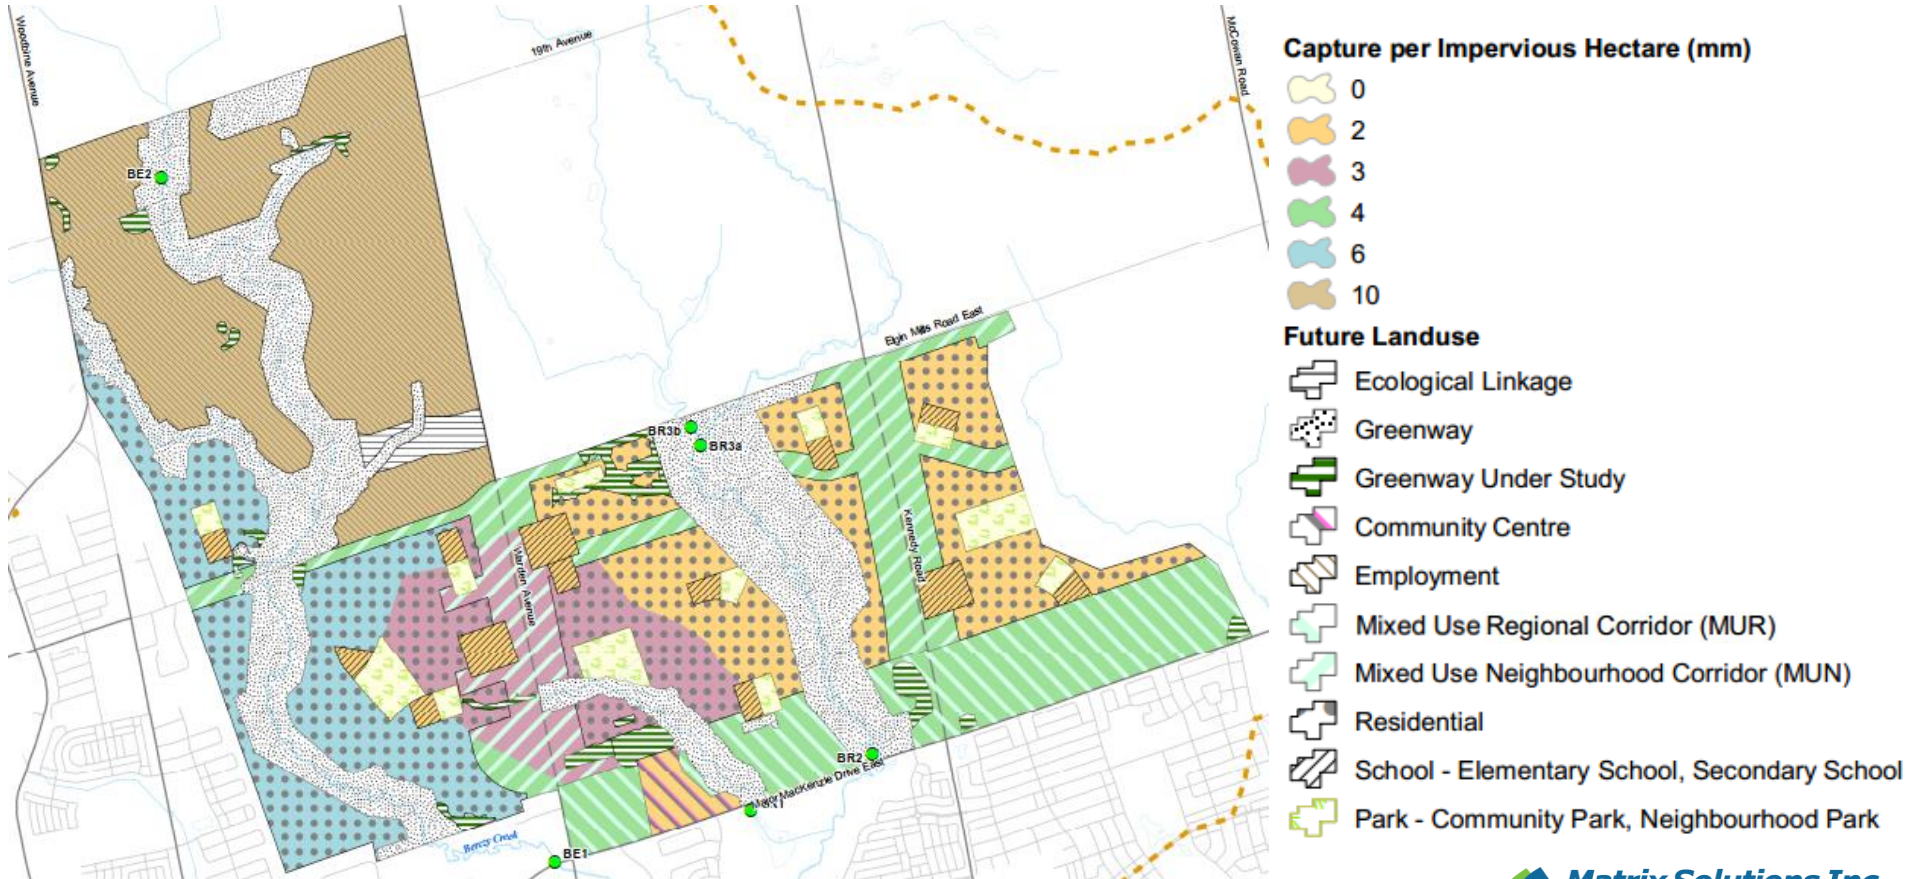 Woodbine Avenue
19th Avenue
McCowan Road
BE2
Elgin Mills Road East
BR3b
BR3a
Warden Avenue
Kennedy Road
BR2
Major MacKenzie Drive East
Berczy Creek
BE1
Capture per Impervious Hectare (mm)
0
2
3
4
6
10
Future Landuse
Ecological Linkage
Greenway
Greenway Under Study
Community Centre
Employment
Mixed Use Regional Corridor (MUR)
Mixed Use Neighbourhood Corridor (MUN)
Residential
School - Elementary School, Secondary School
Park - Community Park, Neighbourhood Park
Matrix Solutions Inc